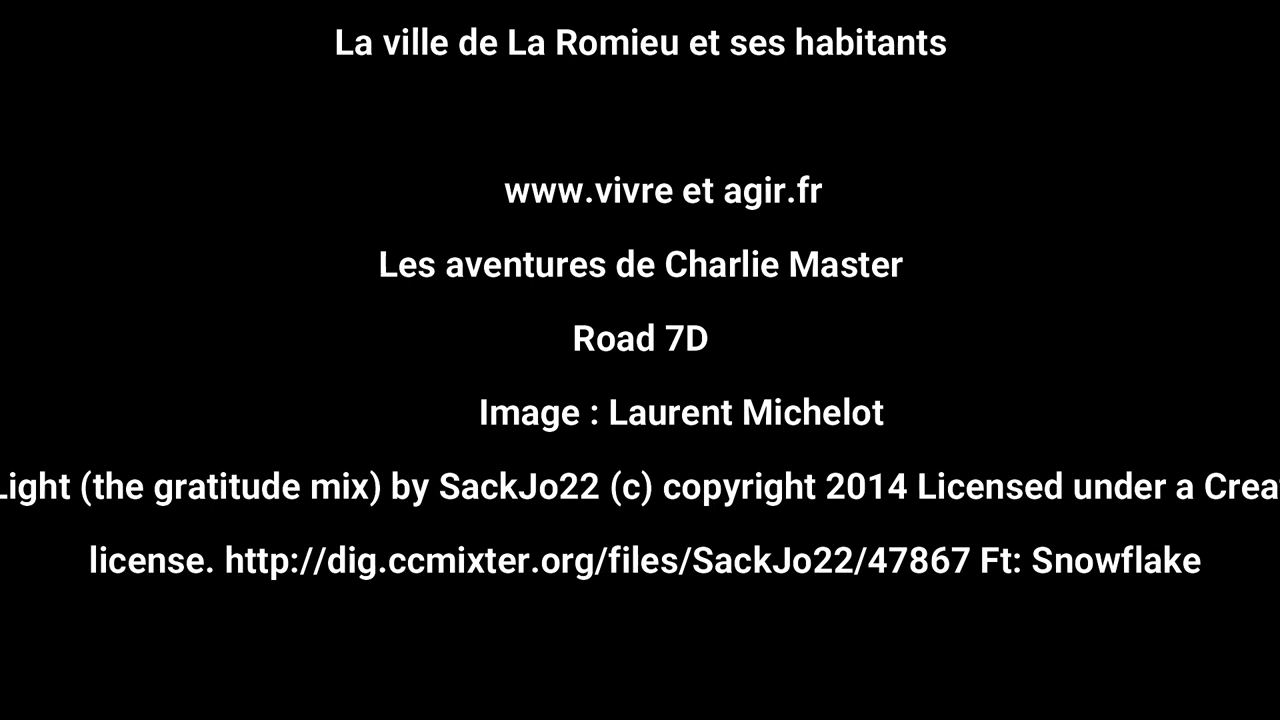 La ville de La Romieu et ses habitants
www.vivre et agir.fr
Les aventures de Charlie Master
Road 7D
Image : Laurent Michelot
Light (the gratitude mix) by SackJo22 (c) copyright 2014 Licensed under a
license. http://dig.ccmixter.org/files/SackJo22/47867 Ft: Snowflake